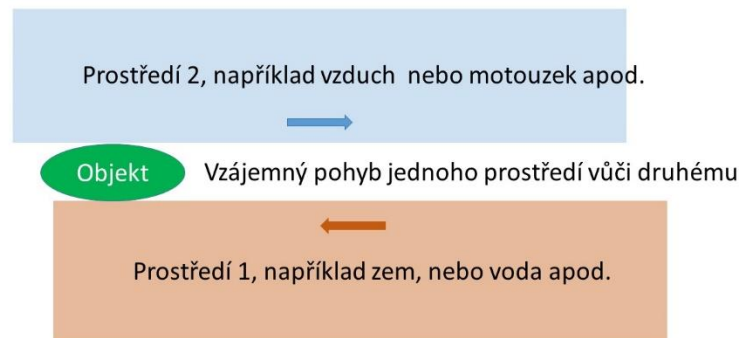 Prostředí 2, například vzduch nebo motouzek apod.
Objekt
Vzájemný pohyb jednoho prostředí vůči druhému
Prostředí 1, například zem, nebo voda apod.